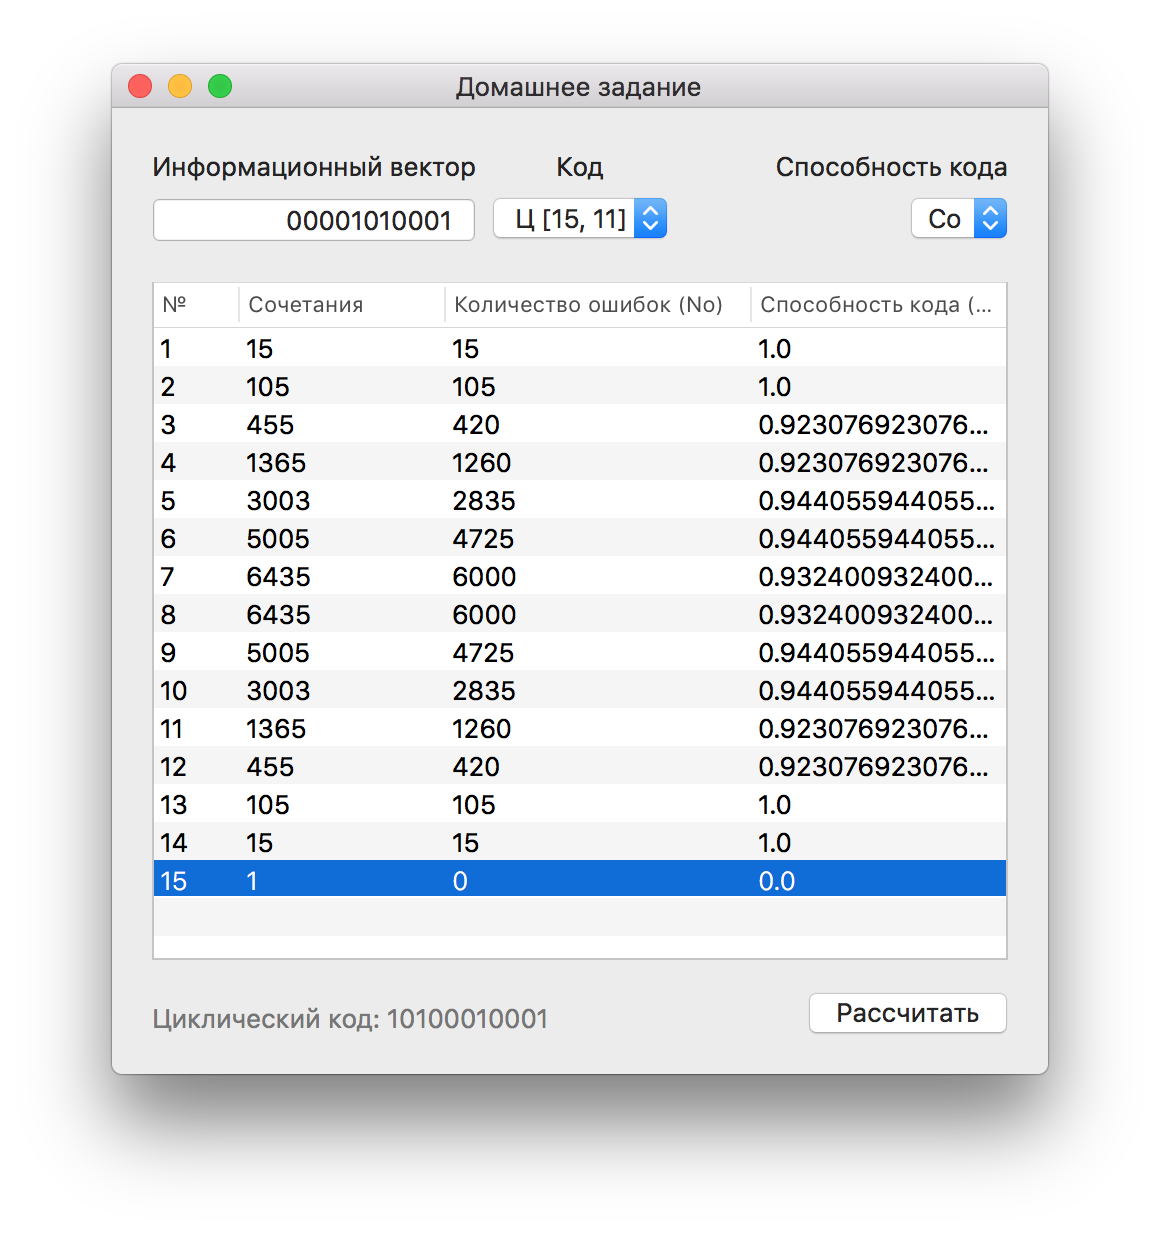 Домашнее задание
Информационный вектор Код Способность кода
00001010001 Ц [15, 11] Co
№ Сочетания Количество ошибок (No) Способность кода (...
1 15 15 1.0
2 105 105 1.0
3 455 420 0.923076923076...
4 1365 1260 0.923076923076...
5 3003 2835 0.944055944055...
6 5005 4725 0.944055944055...
7 6435 6000 0.932400932400...
8 6435 6000 0.932400932400...
9 5005 4725 0.944055944055...
10 3003 2835 0.944055944055...
11 1365 1260 0.923076923076...
12 455 420 0.923076923076...
13 105 105 1.0
14 15 15 1.0
15 1 0 0.0
Циклический код: 10100010001 Рассчитать